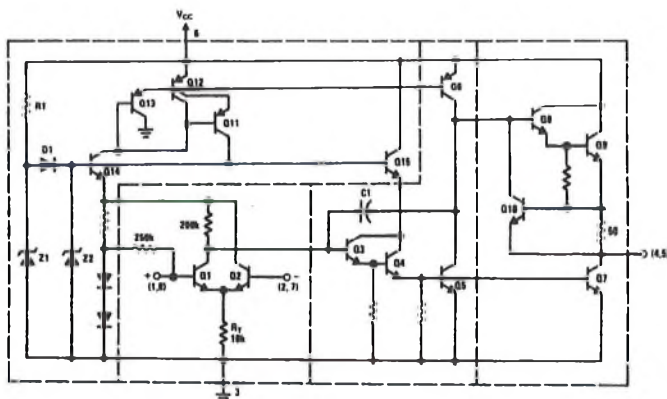 VCC
6
Q12
Q6
Q13
R1
Q11
Q8
Q9
D1
Q14
Q15
C1
Q10
200k
250k
50
Q3
(4,5)
Z1
Z2
+
Q1
Q2
−
Q4
(1,8)
(2, 7)
Q5
Q7
RT
10k
3